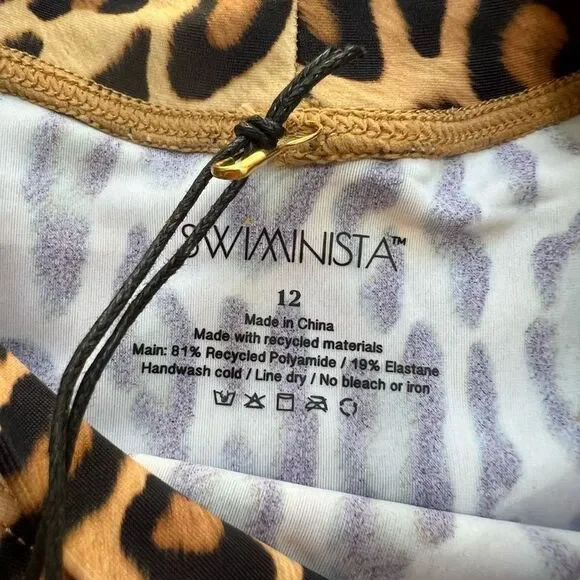 SWIMINISTA™
12
Made in China
Made with recycled materials
Main: 81% Recycled Polyamide / 19% Elastane
Handwash cold / Line dry / No bleach or iron